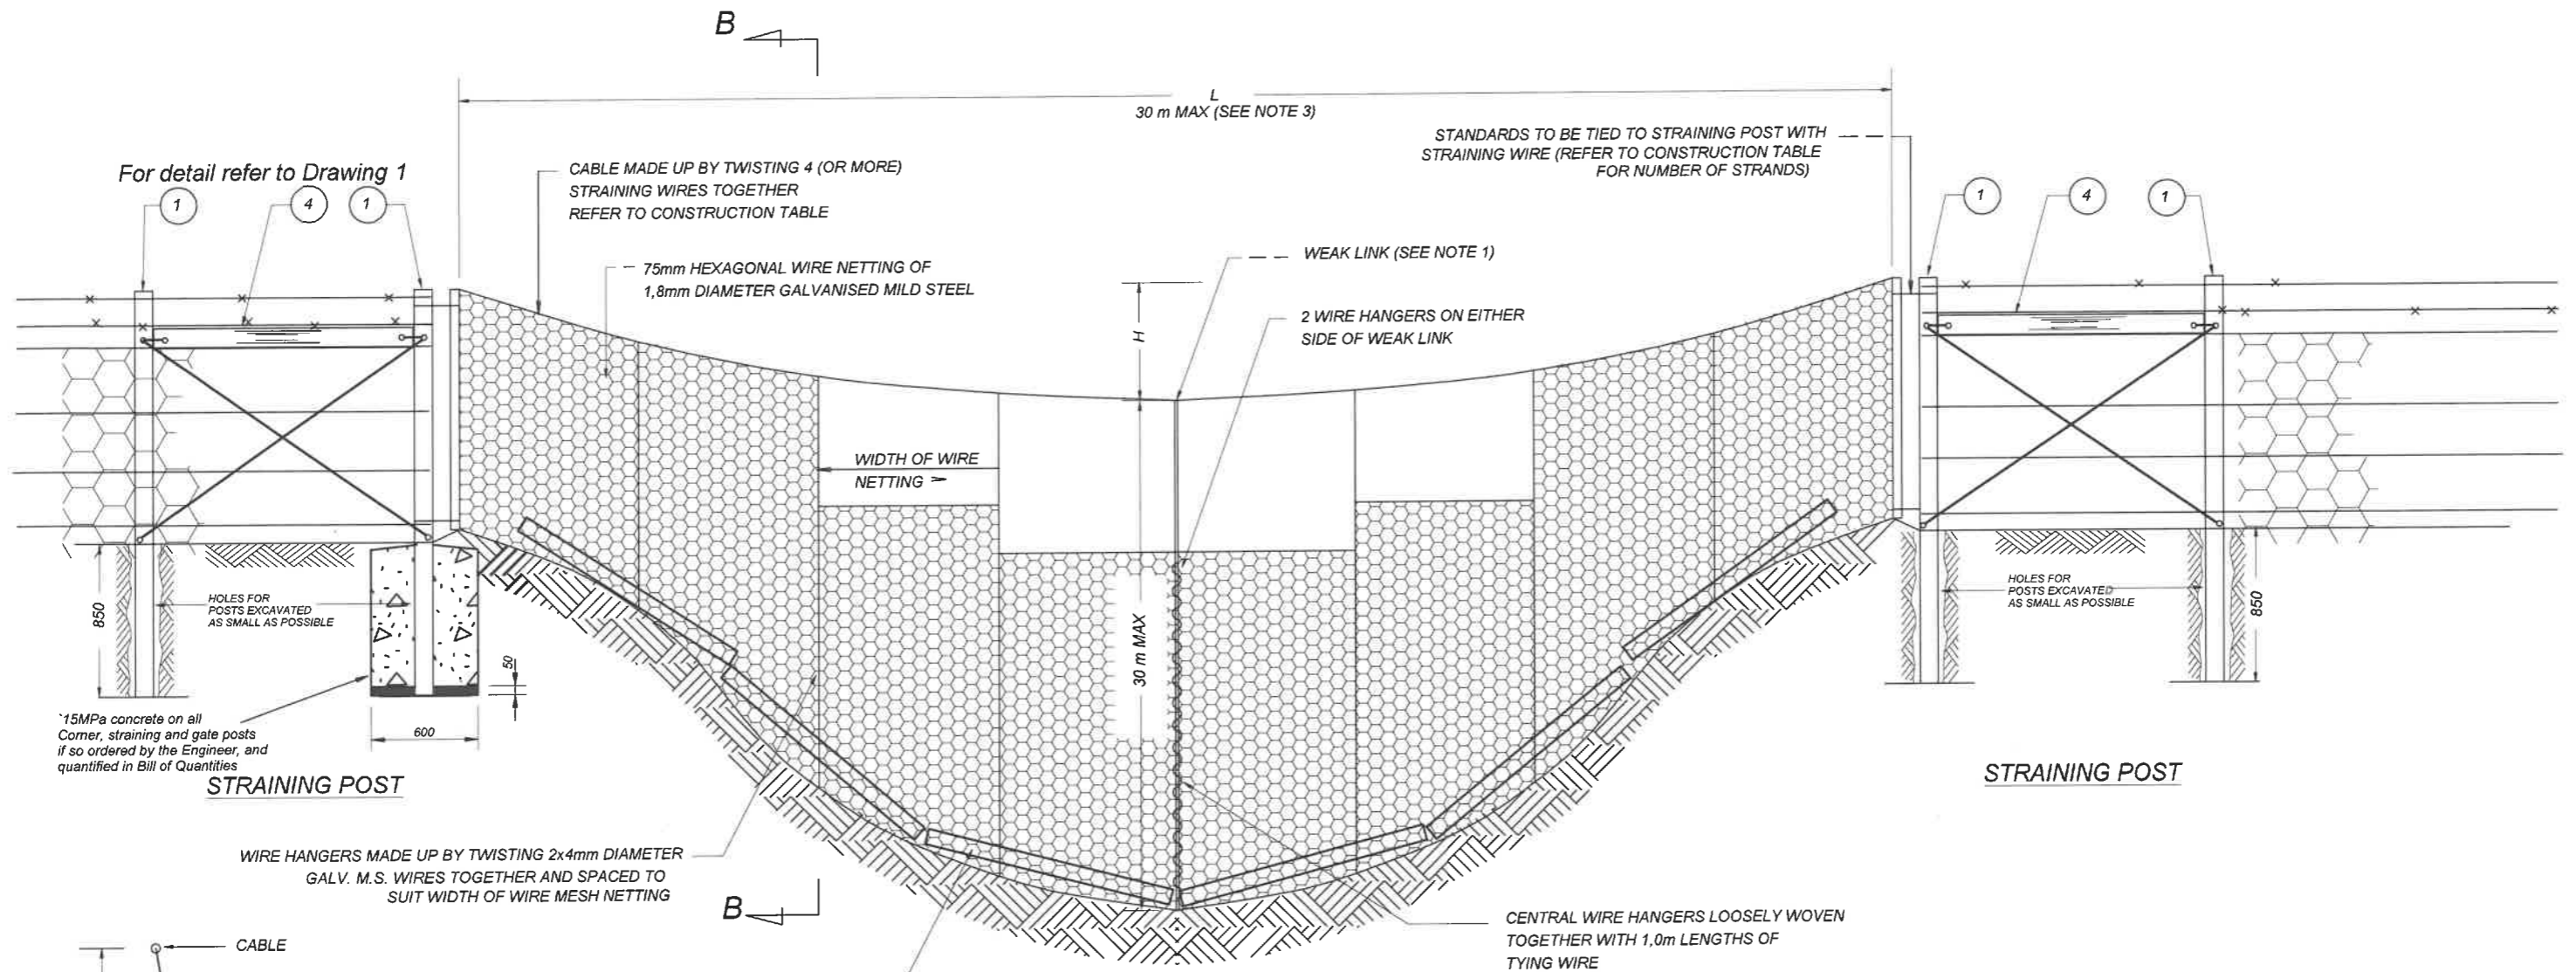 B
L
30 m MAX (SEE NOTE 3)
STANDARDS TO BE TIED TO STRAINING POST WITH
STRAINING WIRE (REFER TO CONSTRUCTION TABLE
FOR NUMBER OF STRANDS)
For detail refer to Drawing 1
1
4
1
CABLE MADE UP BY TWISTING 4 (OR MORE)
STRAINING WIRES TOGETHER
REFER TO CONSTRUCTION TABLE
1
4
1
WEAK LINK (SEE NOTE 1)
75mm HEXAGONAL WIRE NETTING OF
1,8mm DIAMETER GALVANISED MILD STEEL
H
2 WIRE HANGERS ON EITHER
SIDE OF WEAK LINK
WIDTH OF WIRE
NETTING
30 m MAX
850
HOLES FOR
POSTS EXCAVATED
AS SMALL AS POSSIBLE
50
600
HOLES FOR
POSTS EXCAVATED
AS SMALL AS POSSIBLE
850
`15MPa concrete on all
Corner, straining and gate posts
if so ordered by the Engineer, and
quantified in Bill of Quantities
STRAINING POST
STRAINING POST
WIRE HANGERS MADE UP BY TWISTING 2x4mm DIAMETER
GALV. M.S. WIRES TOGETHER AND SPACED TO
SUIT WIDTH OF WIRE MESH NETTING
B
CENTRAL WIRE HANGERS LOOSELY WOVEN
TOGETHER WITH 1,0m LENGTHS OF
TYING WIRE
CABLE